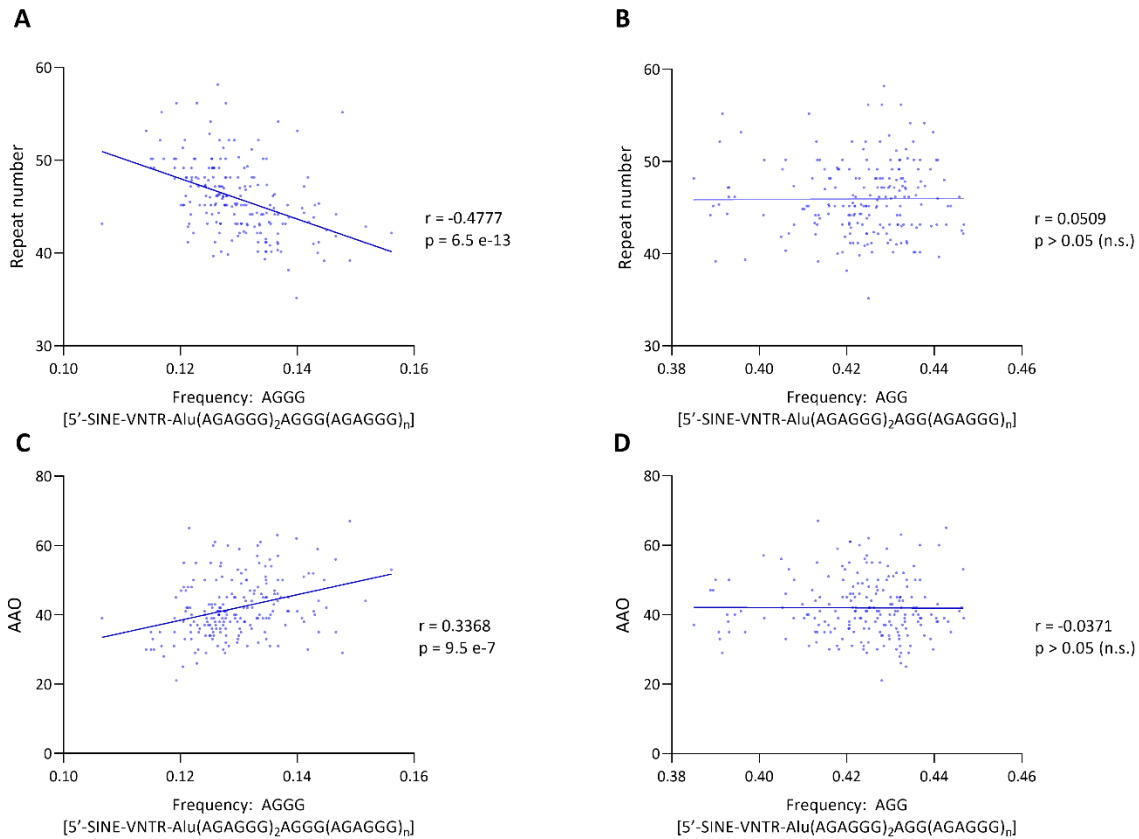 A
Repeat number
60
50
40
30
0.10
0.12
0.14
0.16
r = -0.4777
p = 6.5 e-13
Frequency: AGGG
[5’-SINE-VNTR-Alu(AGAGGG)2AGGG(AGAGGG)n]
B
Repeat number
60
50
40
30
0.38
0.40
0.42
0.44
0.46
r = 0.0509
p > 0.05 (n.s.)
Frequency: AGG
[5’-SINE-VNTR-Alu(AGAGGG)2AGG(AGAGGG)n]
C
AAO
80
60
40
20
0
0.10
0.12
0.14
0.16
r = 0.3368
p = 9.5 e-7
Frequency: AGGG
[5’-SINE-VNTR-Alu(AGAGGG)2AGGG(AGAGGG)n]
D
AAO
80
60
40
20
0
0.38
0.40
0.42
0.44
0.46
r = -0.0371
p > 0.05 (n.s.)
Frequency: AGG
[5’-SINE-VNTR-Alu(AGAGGG)2AGG(AGAGGG)n]